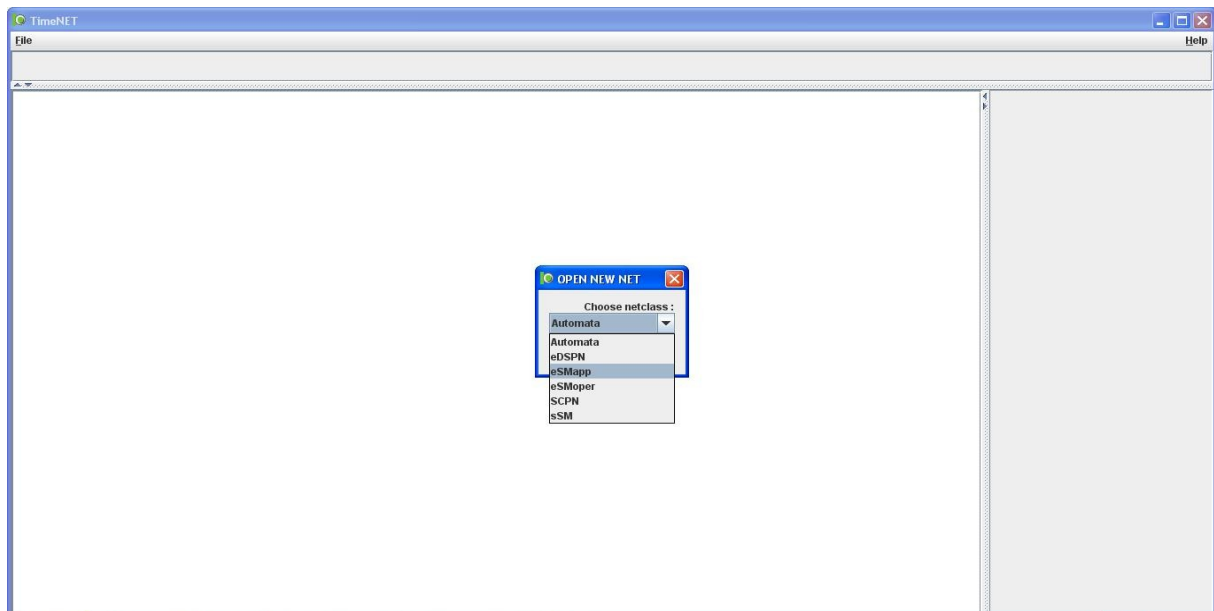 TimeNET
File Help
OPEN NEW NET
Choose netclass :
Automata
Automata
eDSPN
eSMapp
eSMoper
SCPN
sSM